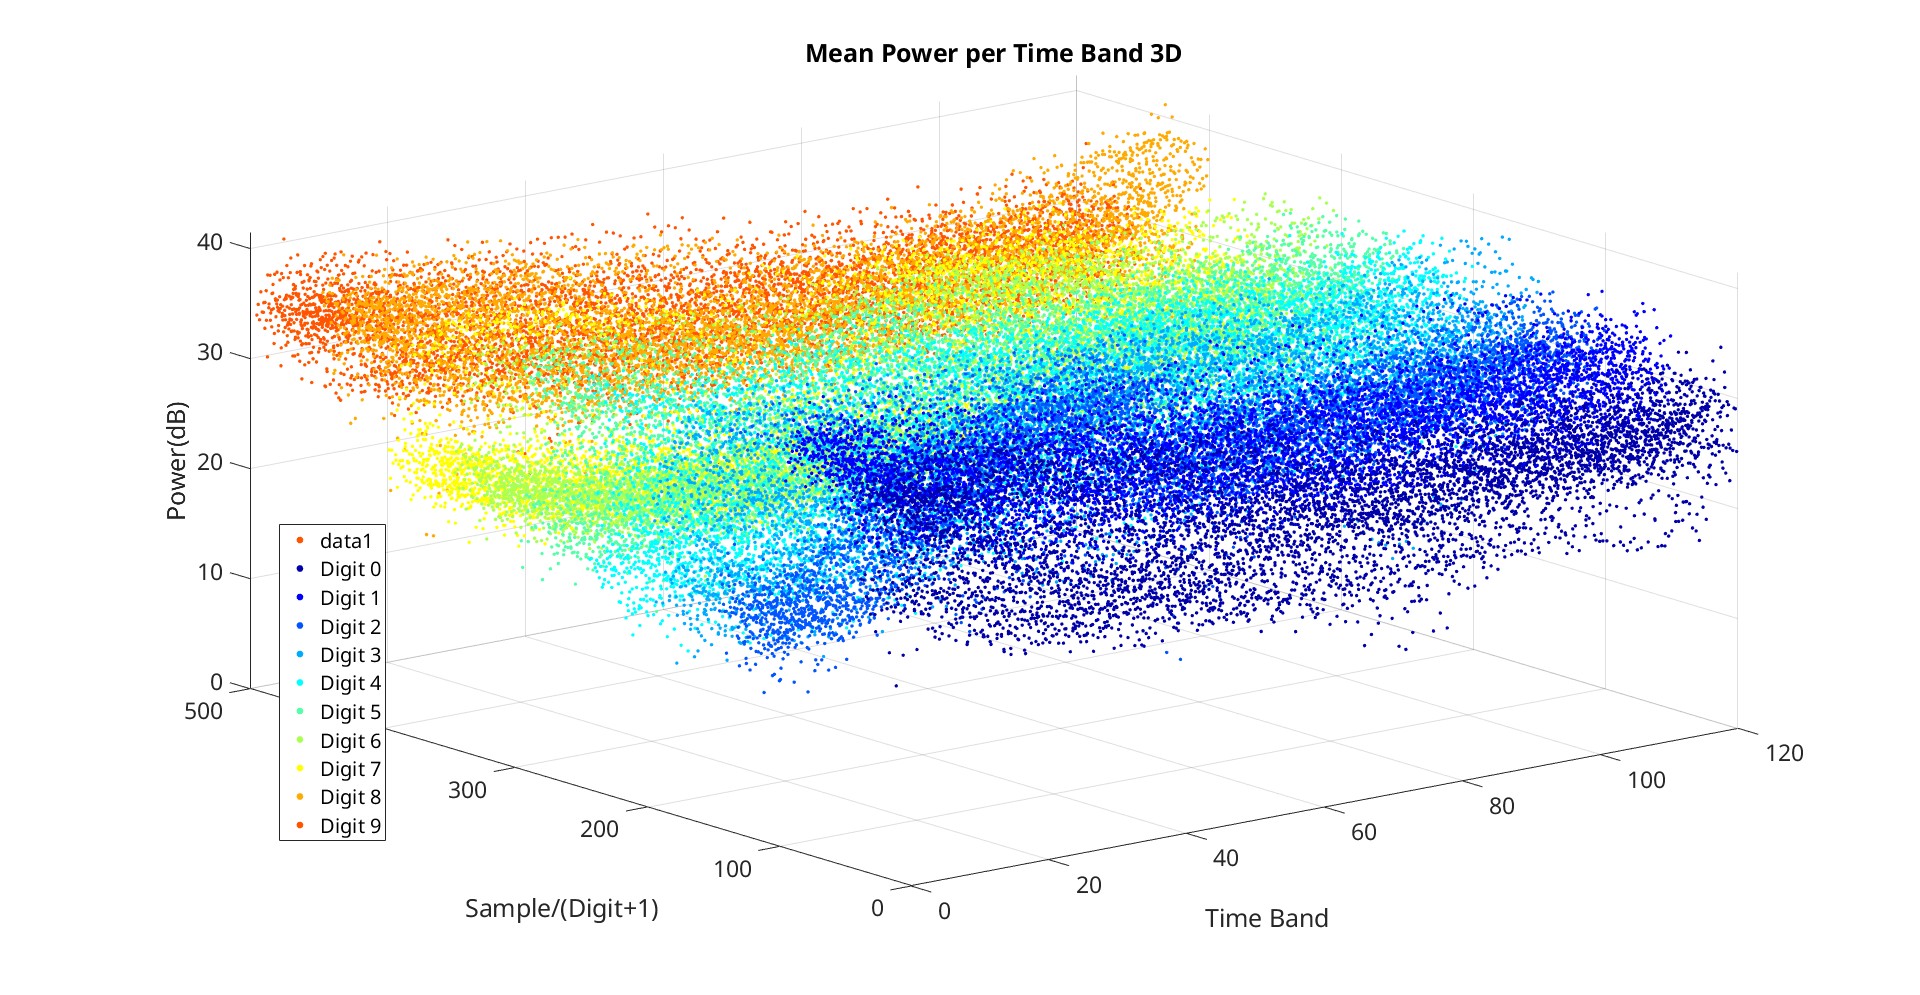 Mean Power per Time Band 3D
40
30
20
10
0
Power(dB)
500
300
200
100
0
Sample/(Digit+1)
0
20
40
60
80
100
120
Time Band
data1
Digit 0
Digit 1
Digit 2
Digit 3
Digit 4
Digit 5
Digit 6
Digit 7
Digit 8
Digit 9